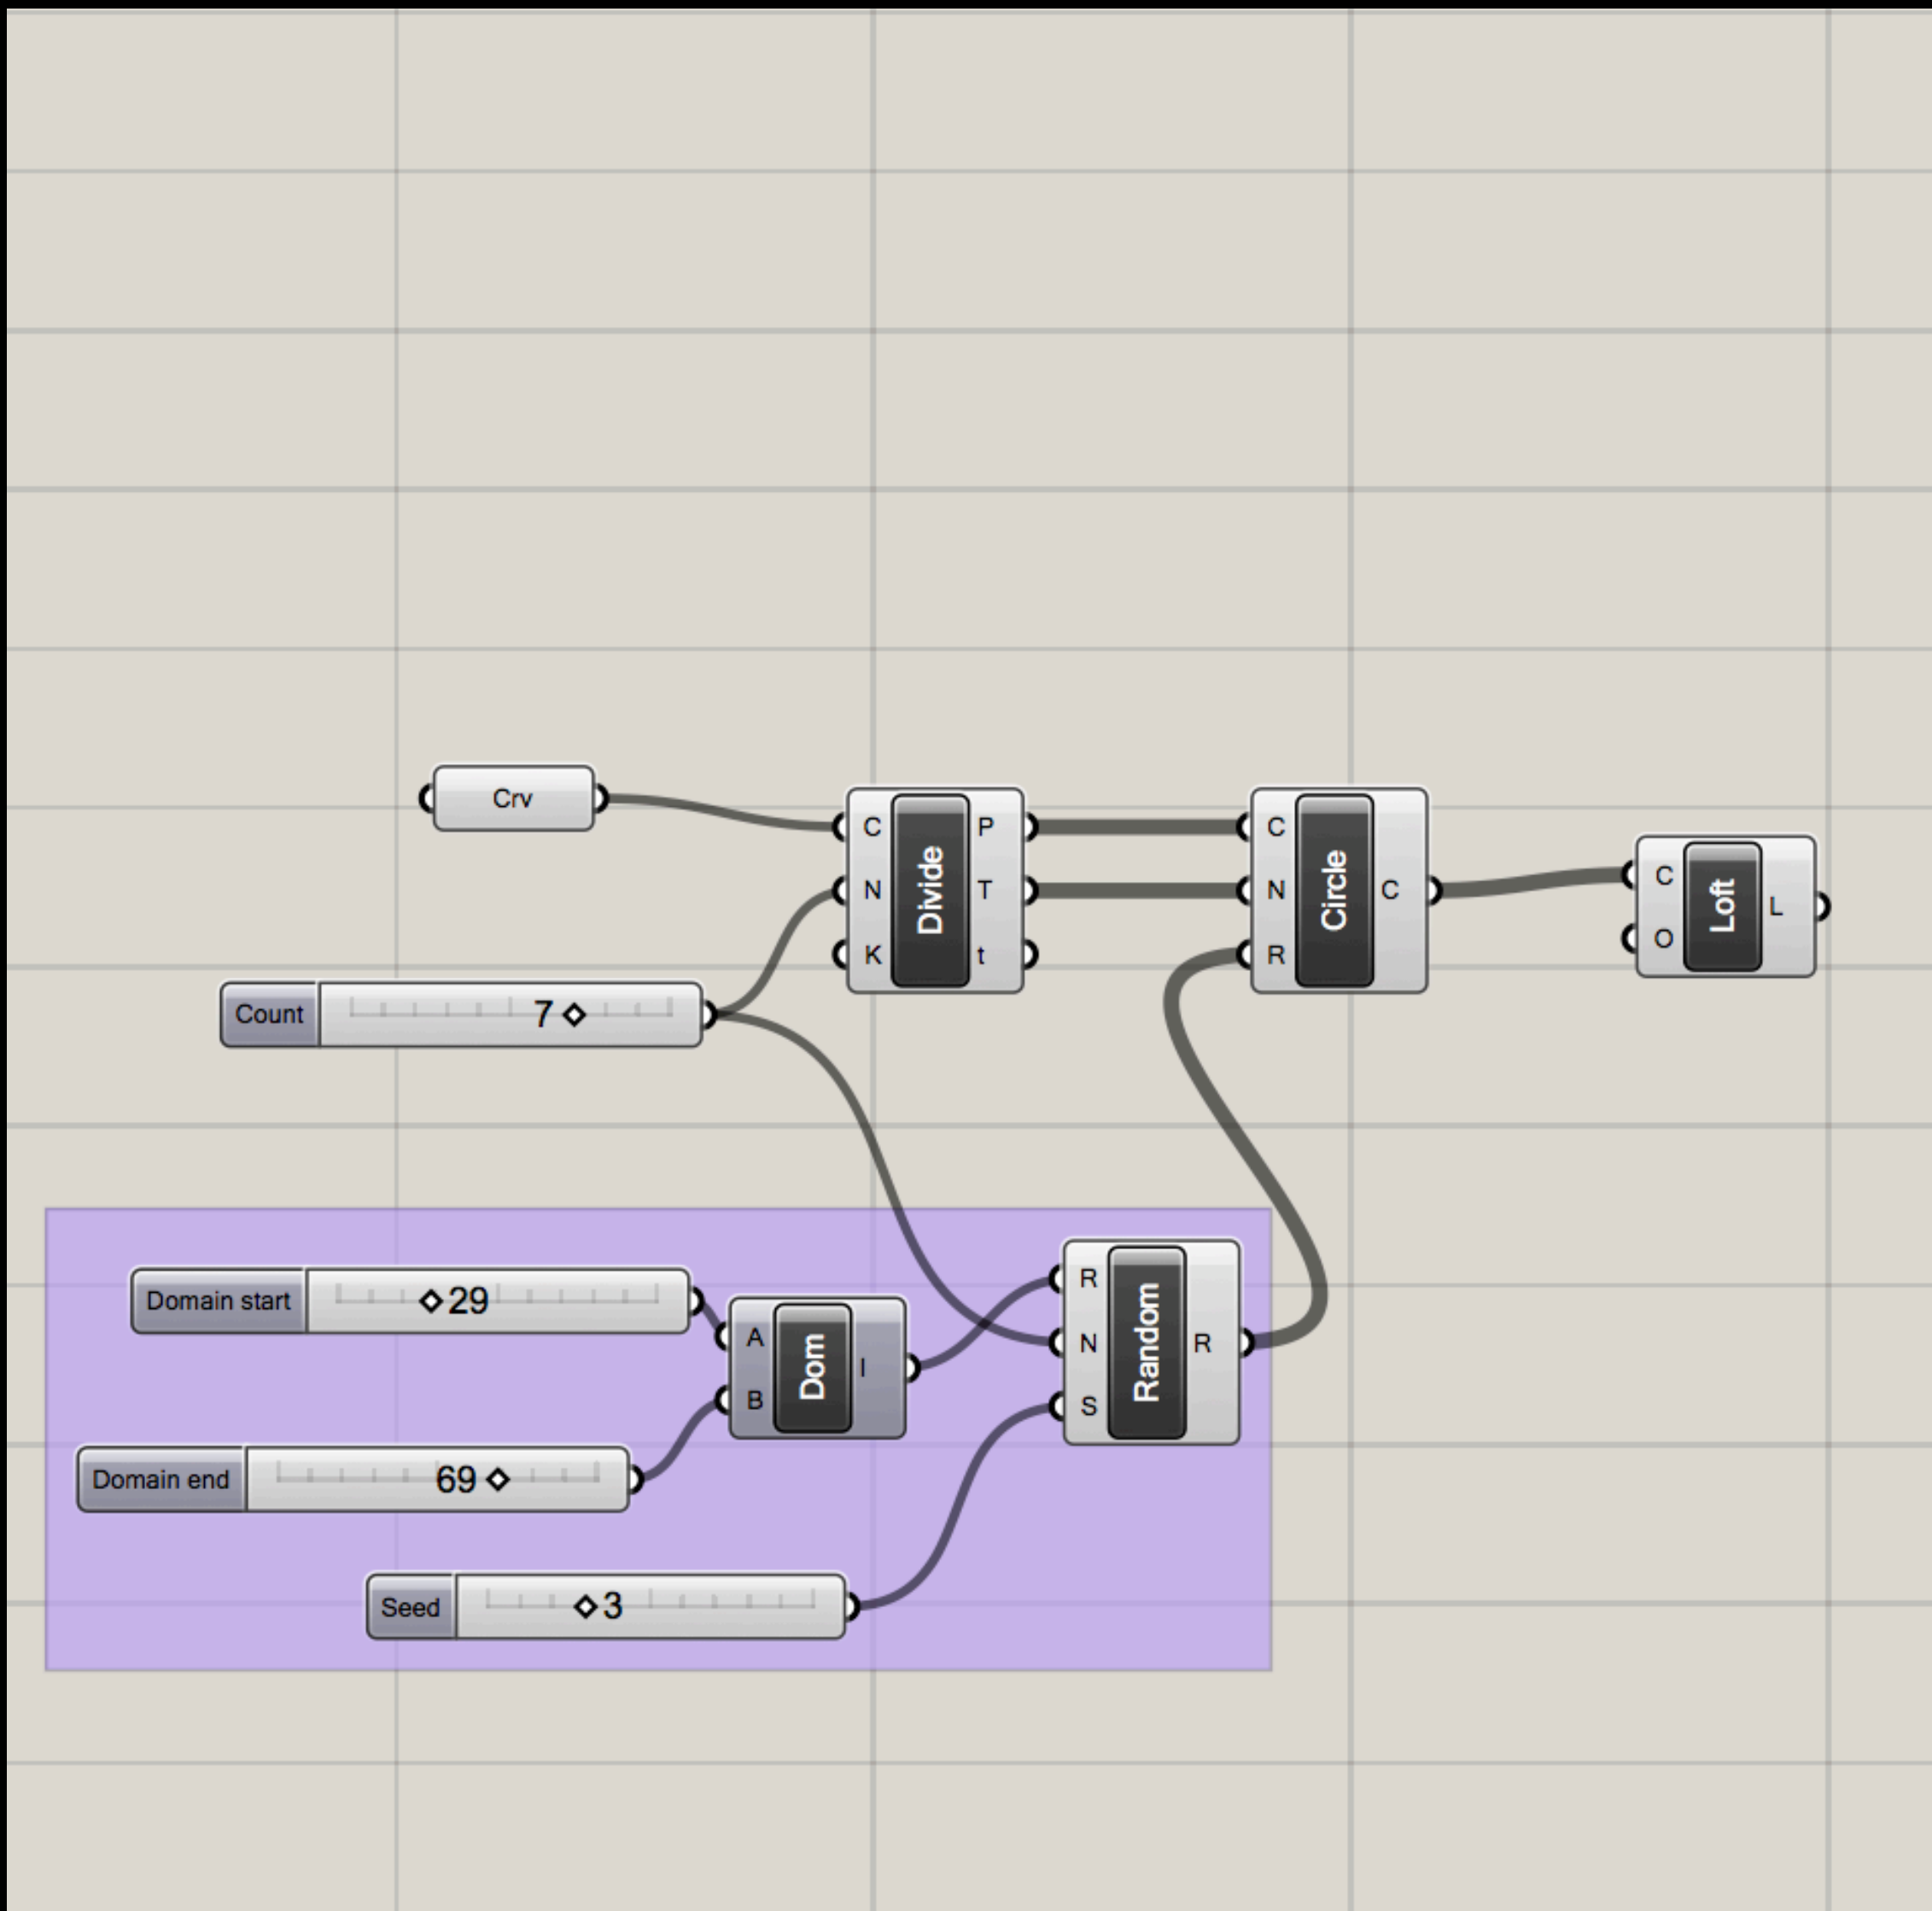 Crv
C
N
K
Divide
P
T
t
C
N
R
Circle
C
C
O
Loft
L
Count
7
Domain start
29
A
B
Dom
I
R
N
S
Random
R
Domain end
69
Seed
3